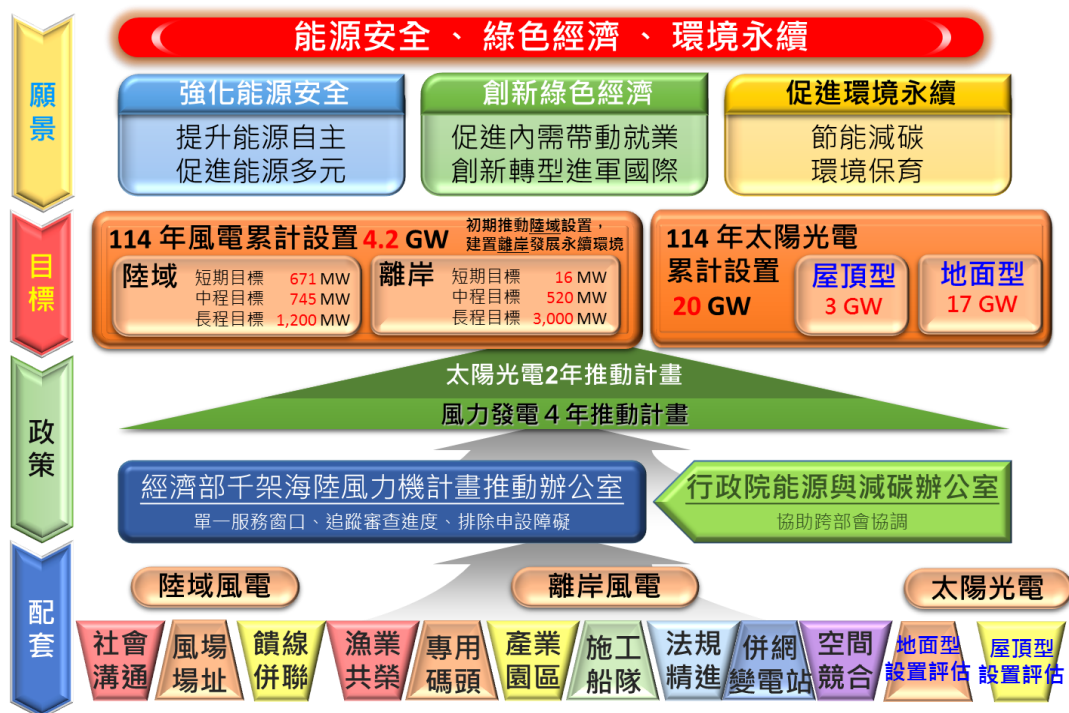 願景
能源安全 、 綠色經濟 、 環境永續
強化能源安全
提升能源自主
促進能源多元
創新綠色經濟
促進內需帶動就業
創新轉型進軍國際
促進環境永續
節能減碳
環境保育
目標
114 年風電累計設置 4.2 GW
初期推動陸域設置，
建置離岸發展永續環境
陸域
短期目標 671 MW
中程目標 745 MW
長程目標 1,200 MW
離岸
短期目標 16 MW
中程目標 520 MW
長程目標 3,000 MW
114 年太陽光電
累計設置
20 GW
屋頂型
3 GW
地面型
17 GW
政策
太陽光電2年推動計畫
風力發電４年推動計畫
經濟部千架海陸風力機計畫推動辦公室
單一服務窗口、追蹤審查進度、排除申設障礙
行政院能源與減碳辦公室
協助跨部會協調
配套
陸域風電
離岸風電
太陽光電
社會
溝通
風場
場址
饋線
併聯
漁業
共榮
專用
碼頭
產業
園區
施工
船隊
法規
精進
併網
變電站
空間
競合
地面型
設置評估
屋頂型
設置評估